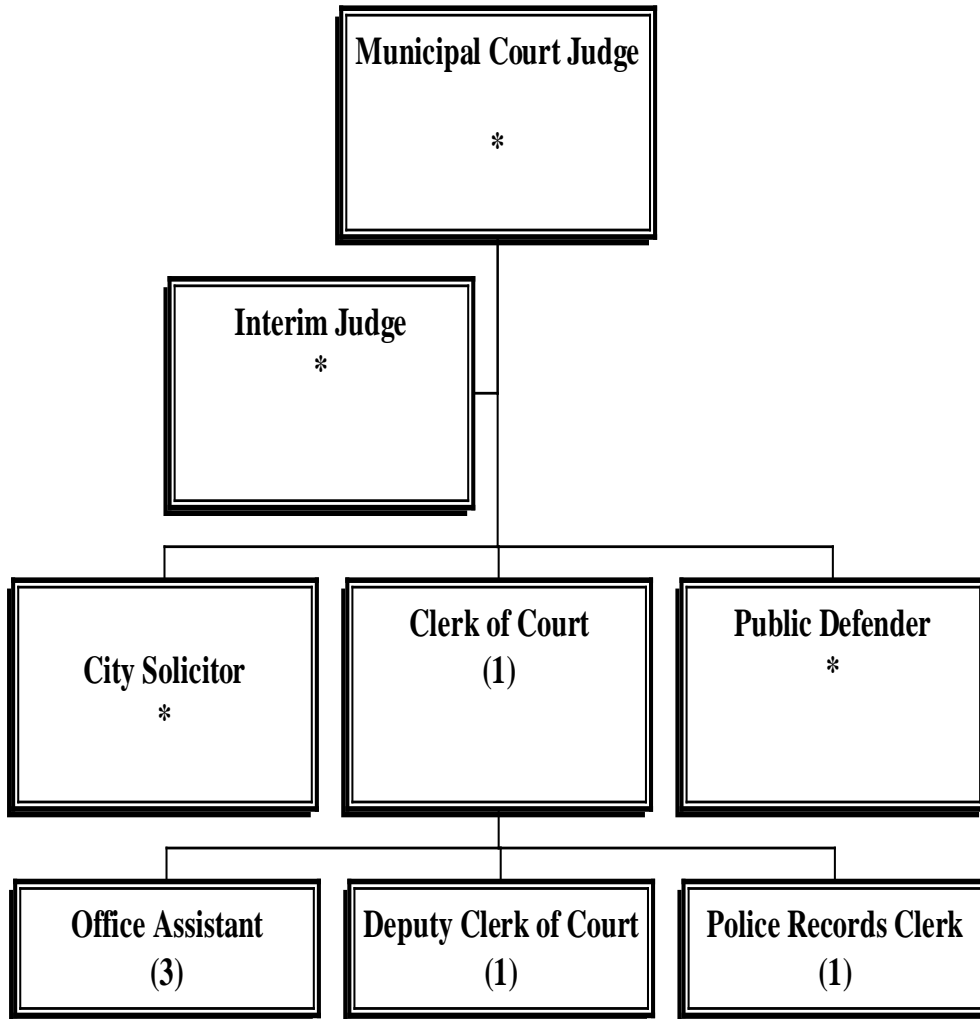 Municipal Court Judge
*
Interim Judge
*
City Solicitor
*
Clerk of Court
(1)
Public Defender
*
Office Assistant
(3)
Deputy Clerk of Court
(1)
Police Records Clerk
(1)